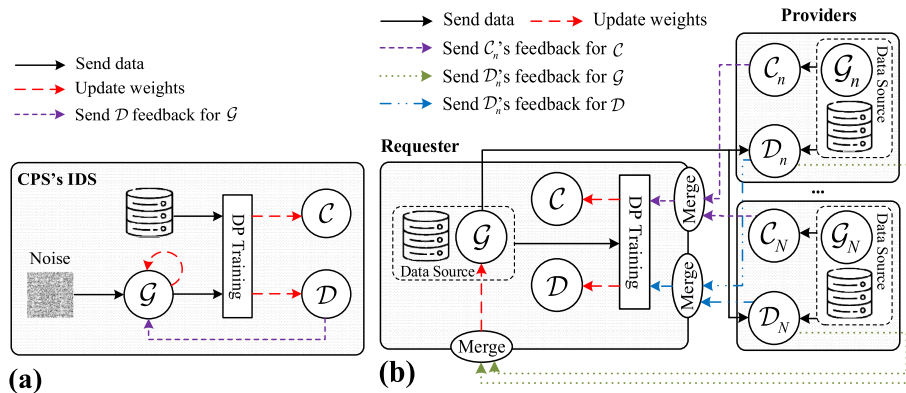 Send data
Update weights
Send 𝒟 feedback for 𝒢
CPS's IDS
Noise
𝒢
DP Training
𝒞
𝒟
(a)
Send data
Update weights
Send 𝒞ₙ's feedback for 𝒞
Send 𝒟ₙ's feedback for 𝒢
Send 𝒟ₙ's feedback for 𝒟
Providers
Requester
Data Source
𝒢
𝒞
𝒟
DP Training
Merge
Merge
Merge
𝒞ₙ
𝒢ₙ
𝒟ₙ
Data Source
...
𝒞_N
𝒢_N
𝒟_N
Data Source
(b)